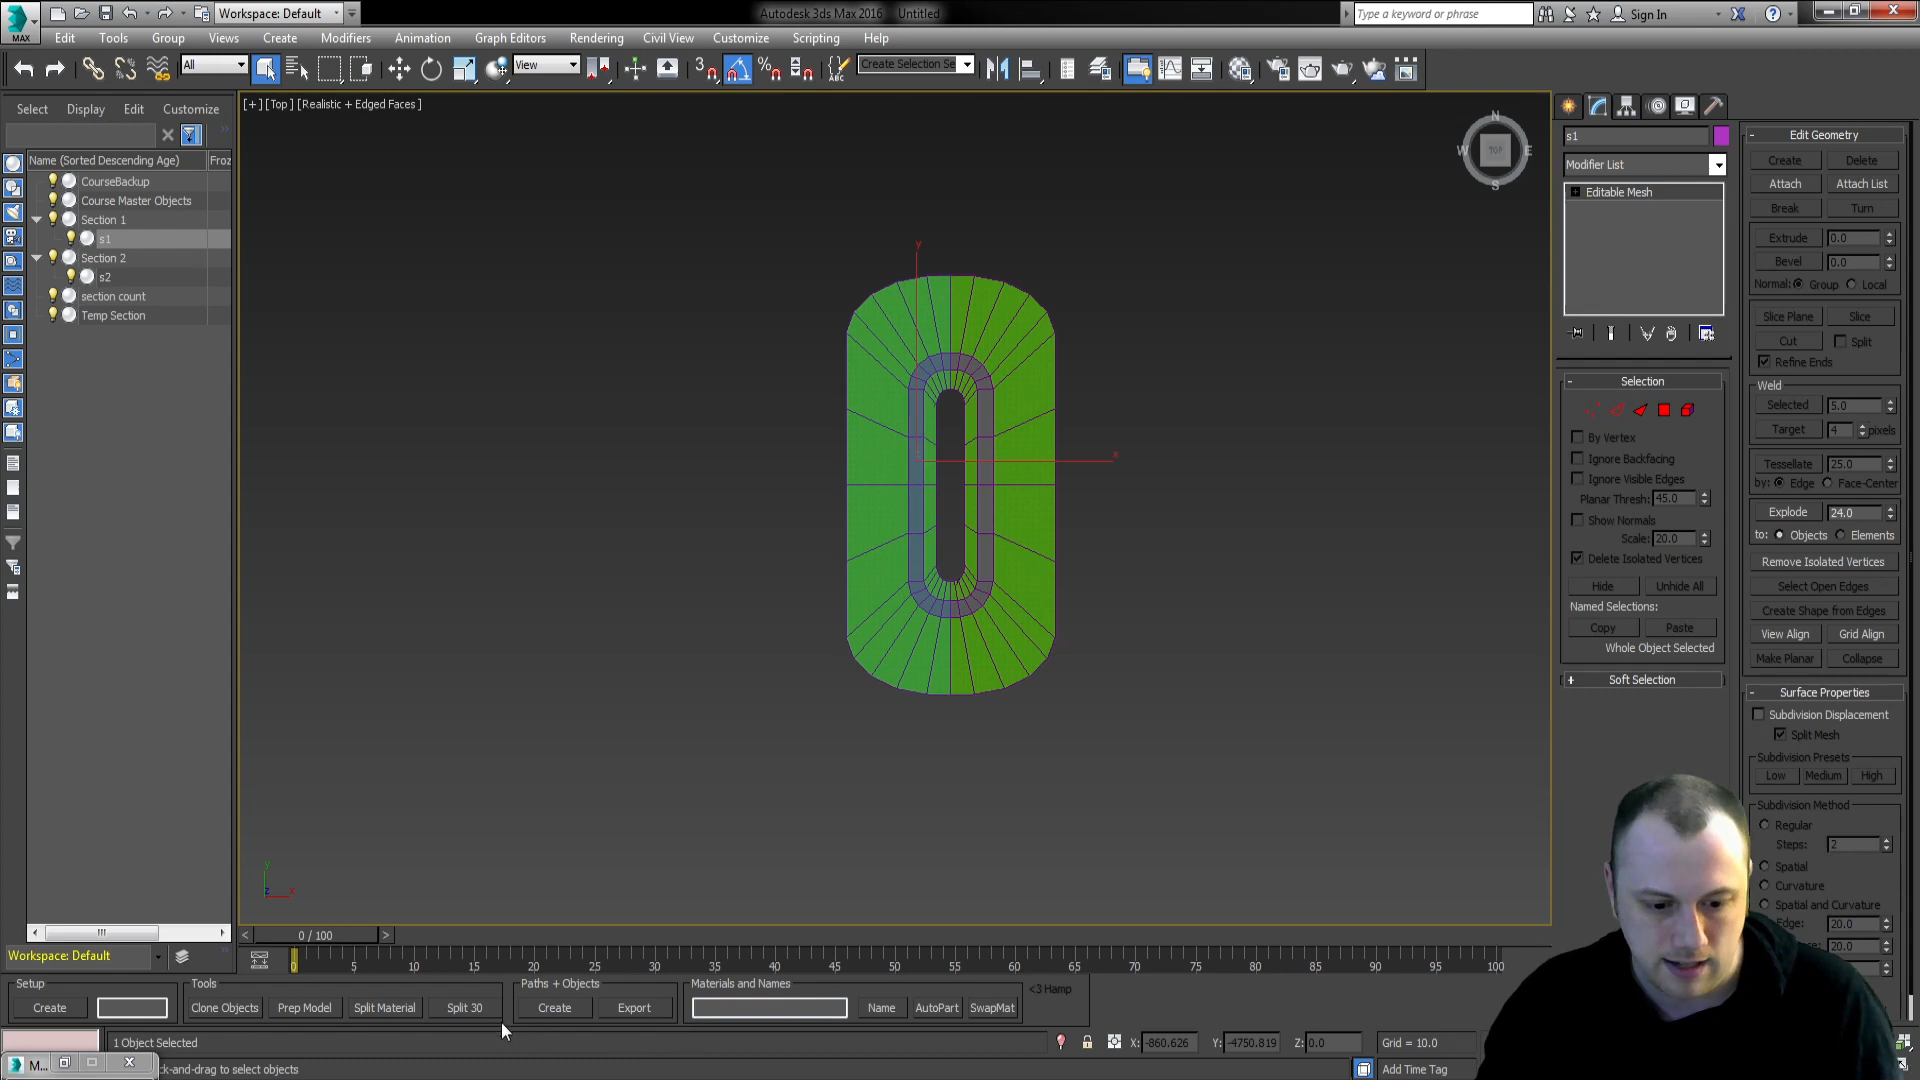 MAX Workspace: Default Autodesk 3ds Max 2016 Untitled Type a keyword or phrase Sign In
Edit Tools Group Views Create Modifiers Animation Graph Editors Rendering Civil View Customize Scripting Help
All View 3 ABC Create Selection Se
Select Display Edit Customize
Name (Sorted Descending Age) Froz
CourseBackup
Course Master Objects
Section 1
s1
Section 2
s2
section count
Temp Section
Workspace: Default
[+] [Top] [Realistic + Edged Faces]
N
W TOP E
S
y
x
y
z x
s1
Modifier List
Editable Mesh
Selection
By Vertex
Ignore Backfacing
Ignore Visible Edges
Planar Thresh: 45.0
Show Normals
Scale: 20.0
Delete Isolated Vertices
Hide Unhide All
Named Selections:
Copy Paste
Whole Object Selected
Soft Selection
Edit Geometry
Create Delete
Attach Attach List
Break Turn
Extrude 0.0
Bevel 0.0
Normal: Group Local
Slice Plane Slice
Cut Split
Refine Ends
Weld
Selected 5.0
Target 4 pixels
Tessellate 25.0
by: Edge Face-Center
Explode 24.0
to: Objects Elements
Remove Isolated Vertices
Select Open Edges
Create Shape from Edges
View Align Grid Align
Make Planar Collapse
Surface Properties
Subdivision Displacement
Split Mesh
Subdivision Presets
Low Medium High
Subdivision Method
Regular
Steps: 2
Spatial
Curvature
Spatial and Curvature
Edge: 20.0
20.0
0 / 100
0 5 10 15 20 25 30 35 40 45 50 55 60 65 70 75 80 85 90 95 100
Setup Tools Paths + Objects Materials and Names <3 Hamp
Create Clone Objects Prep Model Split Material Split 30 Create Export Name AutoPart SwapMat
1 Object Selected X: -860.626 Y: -4750.819 Z: 0.0 Grid = 10.0
M... ck-and-drag to select objects Add Time Tag